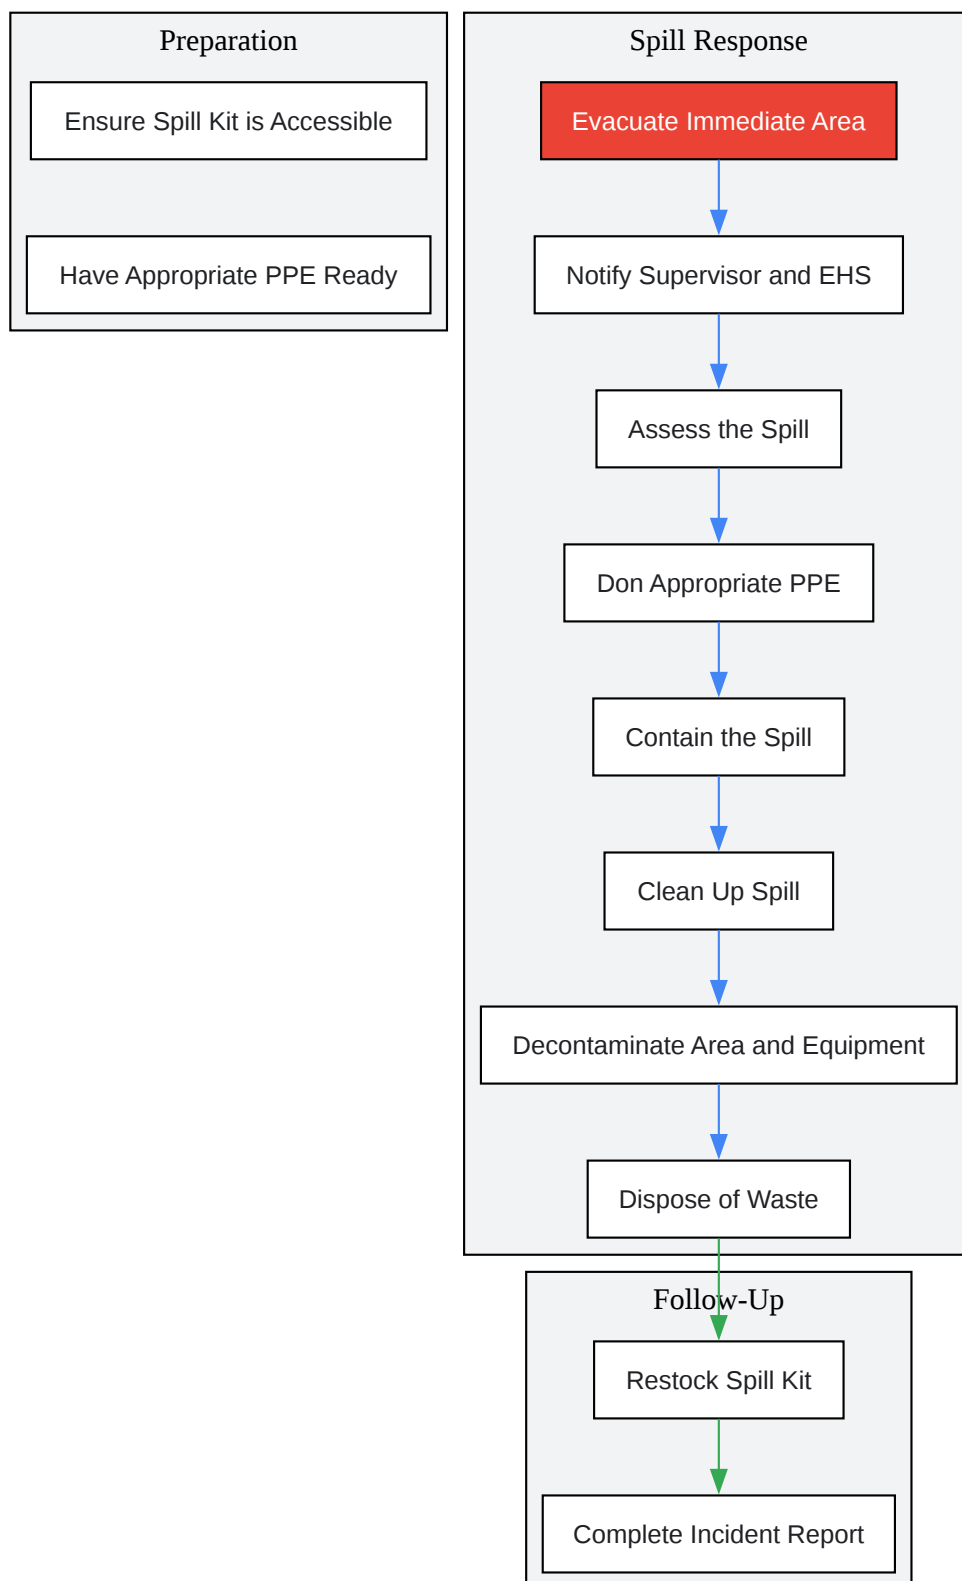 Preparation
Ensure Spill Kit is Accessible
Have Appropriate PPE Ready
Spill Response
Evacuate Immediate Area
Notify Supervisor and EHS
Assess the Spill
Don Appropriate PPE
Contain the Spill
Clean Up Spill
Decontaminate Area and Equipment
Dispose of Waste
Follow-Up
Restock Spill Kit
Complete Incident Report